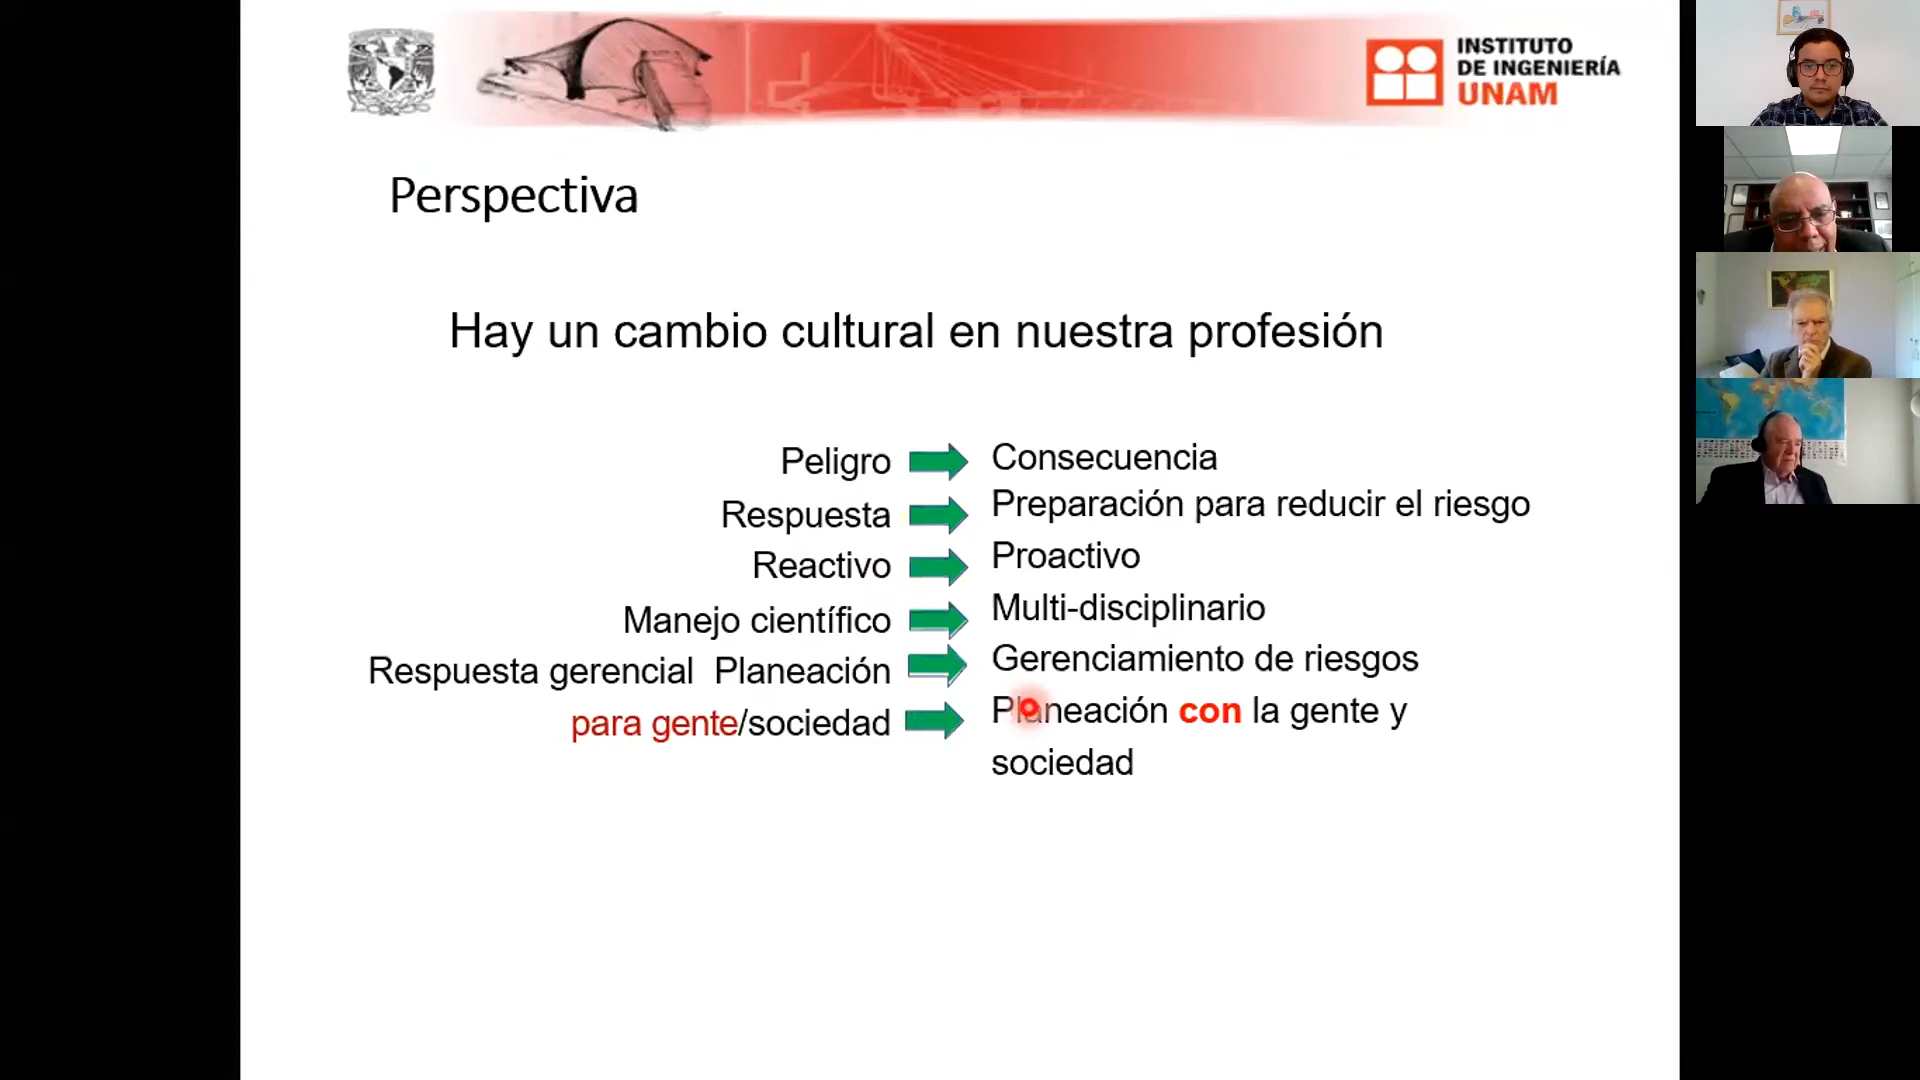 INSTITUTO
DE INGENIERÍA
UNAM
Perspectiva
Hay un cambio cultural en nuestra profesión
Peligro Consecuencia
Respuesta Preparación para reducir el riesgo
Reactivo Proactivo
Manejo científico Multi-disciplinario
Respuesta gerencial Planeación Gerenciamiento de riesgos
para gente/sociedad Planeación con la gente y
sociedad